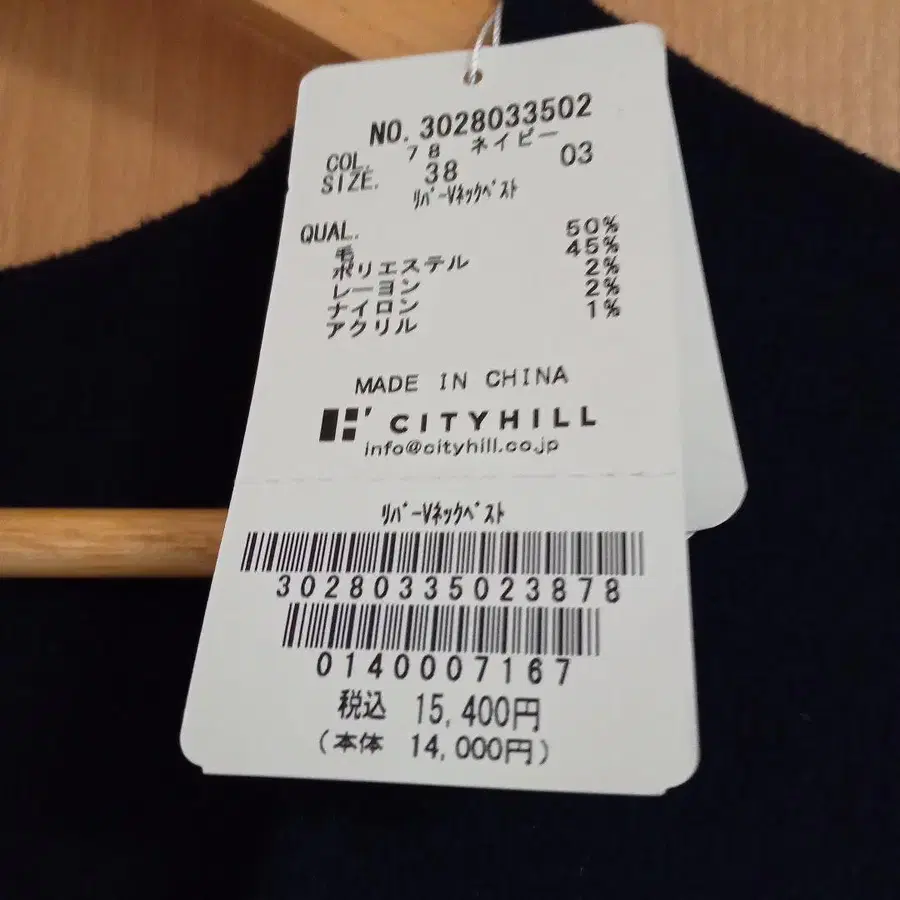 NO. 3028033502
COL. 78 ネイビー
SIZE. 38 03
ﾘﾊﾞｰVﾈｯｸﾍﾞｽﾄ
QUAL.
毛 50%
ポリエステル 45%
レーヨン 2%
ナイロン 2%
アクリル 1%
MADE IN CHINA
CITYHILL
info@cityhill.co.jp
ﾘﾊﾞｰVﾈｯｸﾍﾞｽﾄ
30280335023878
0140007167
税込 15,400円
(本体 14,000円)